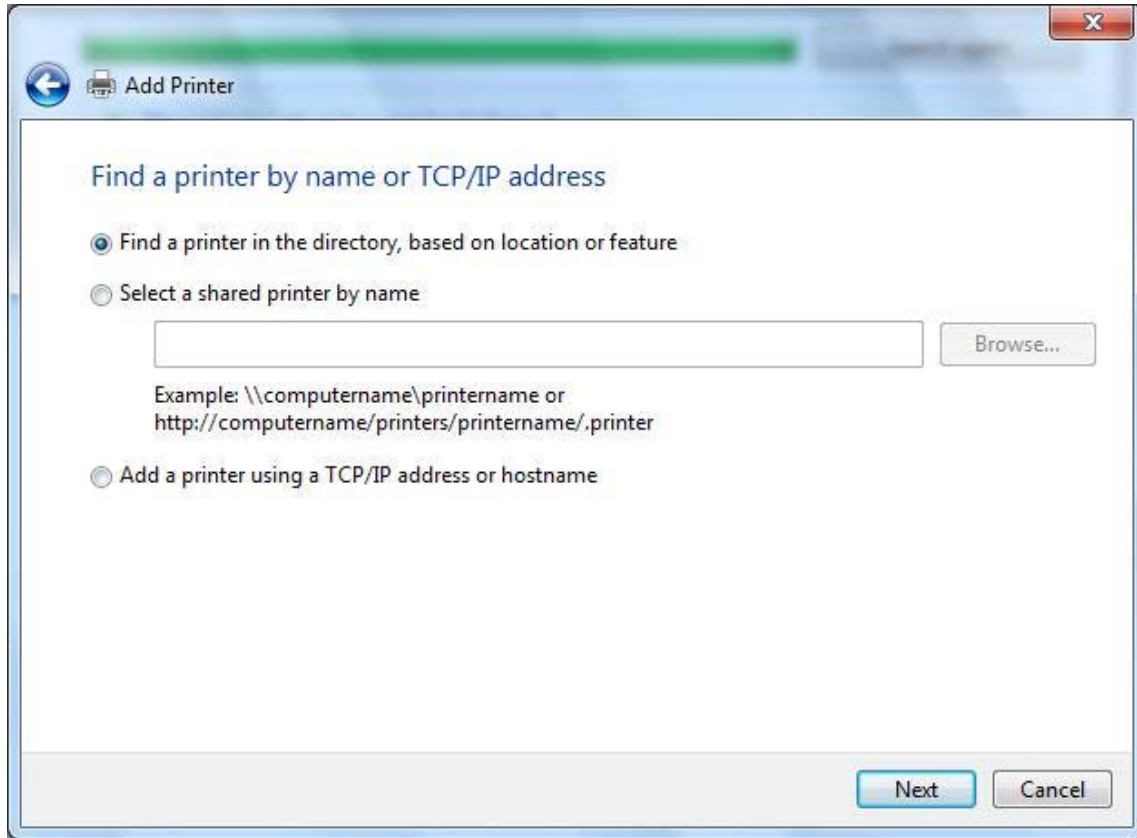 Add Printer
Find a printer by name or TCP/IP address
Find a printer in the directory, based on location or feature
Select a shared printer by name
Browse...
Example: \\computername\printername or
http://computername/printers/printername/.printer
Add a printer using a TCP/IP address or hostname
Next Cancel